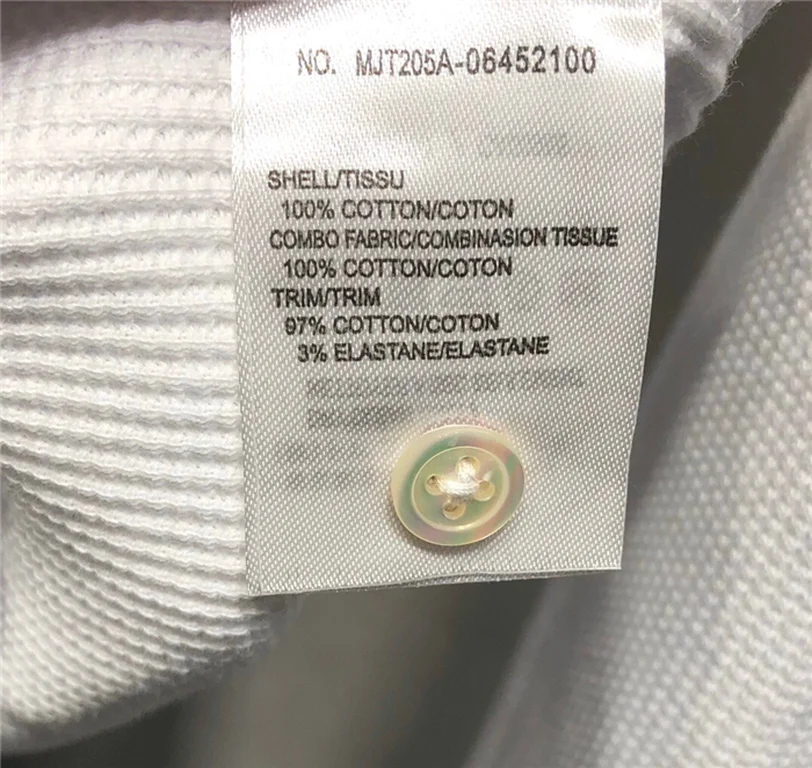 NO. MJT205A-06452100
SHELL/TISSU
100% COTTON/COTON
COMBO FABRIC/COMBINASION TISSUE
100% COTTON/COTON
TRIM/TRIM
97% COTTON/COTON
3% ELASTANE/ELASTANE